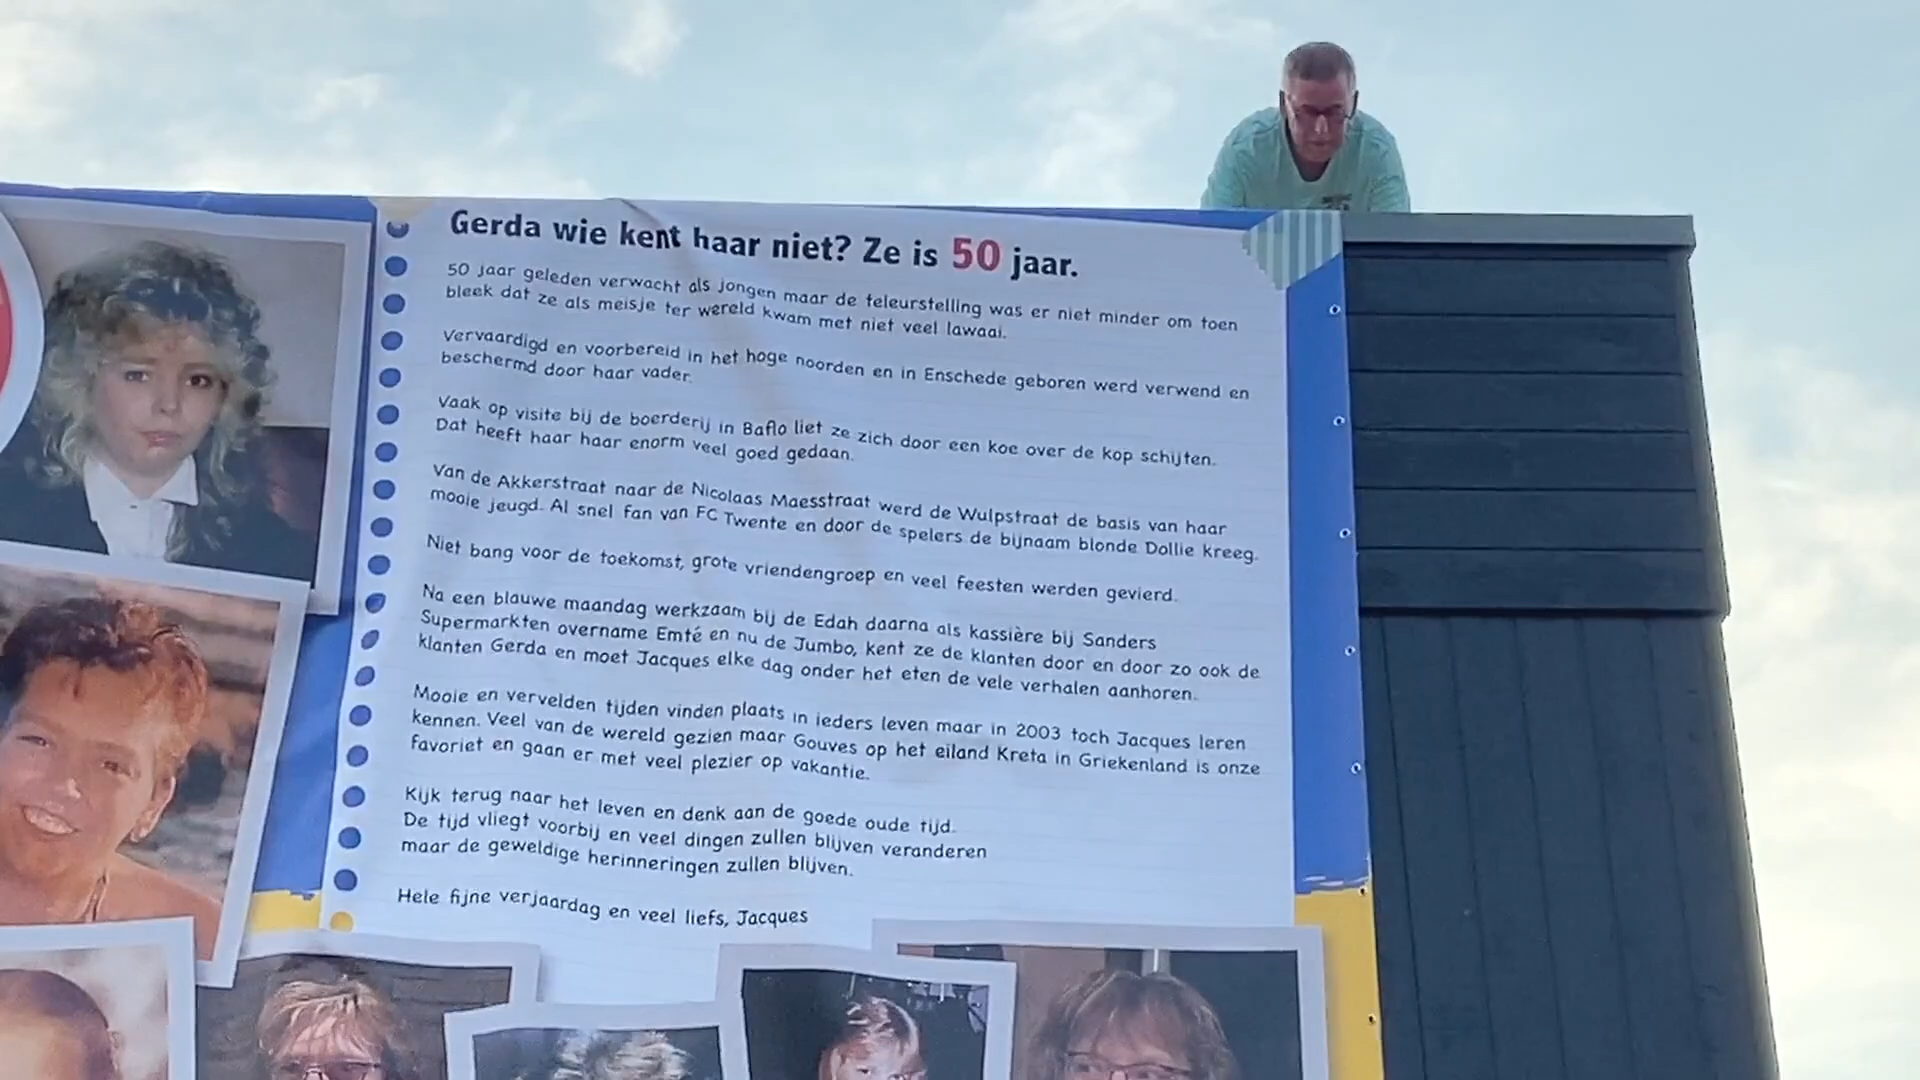 Gerda wie kent haar niet? Ze is 50 jaar.
50 jaar geleden verwacht als jongen maar de teleurstelling was er niet minder om toen
bleek dat ze als meisje ter wereld kwam met niet veel lawaai.
Vervaardigd en voorbereid in het hoge noorden en in Enschede geboren werd verwend en
beschermd door haar vader.
Vaak op visite bij de boerderij in Baflo liet ze zich door een koe over de kop schijten.
Dat heeft haar haar enorm veel goed gedaan.
Van de Akkerstraat naar de Nicolaas Maesstraat werd de Wulpstraat de basis van haar
mooie jeugd. Al snel fan van FC Twente en door de spelers de bijnaam blonde Dollie kreeg.
Niet bang voor de toekomst, grote vriendengroep en veel feesten werden gevierd.
Na een blauwe maandag werkzaam bij de Edah daarna als kassière bij Sanders
Supermarkten overname Emté en nu de Jumbo, kent ze de klanten door en door zo ook de
klanten Gerda en moet Jacques elke dag onder het eten de vele verhalen aanhoren.
Mooie en vervelden tijden vinden plaats in ieders leven maar in 2003 toch Jacques leren
kennen. Veel van de wereld gezien maar Gouves op het eiland Kreta in Griekenland is onze
favoriet en gaan er met veel plezier op vakantie.
Kijk terug naar het leven en denk aan de goede oude tijd.
De tijd vliegt voorbij en veel dingen zullen blijven veranderen
maar de geweldige herinneringen zullen blijven.
Hele fijne verjaardag en veel liefs, Jacques